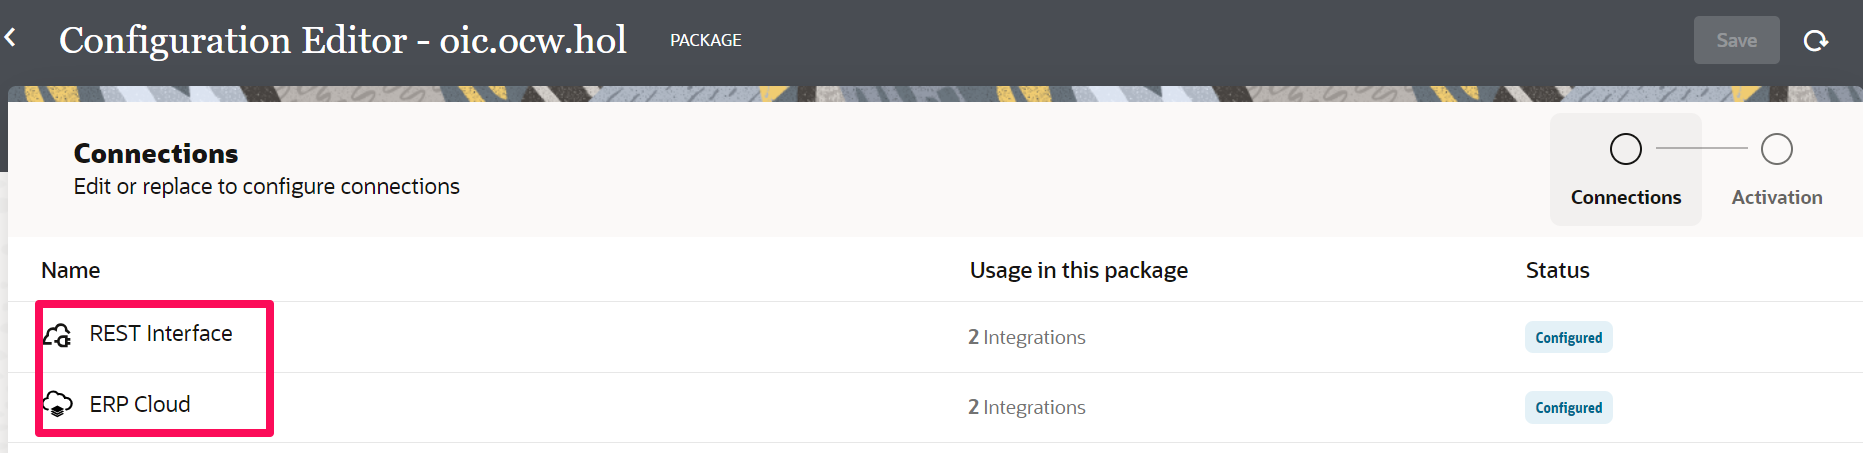 Configuration Editor - oic.ocw.hol PACKAGE Save
Connections
Edit or replace to configure connections
Connections Activation
Name Usage in this package Status
REST Interface 2 Integrations Configured
ERP Cloud 2 Integrations Configured